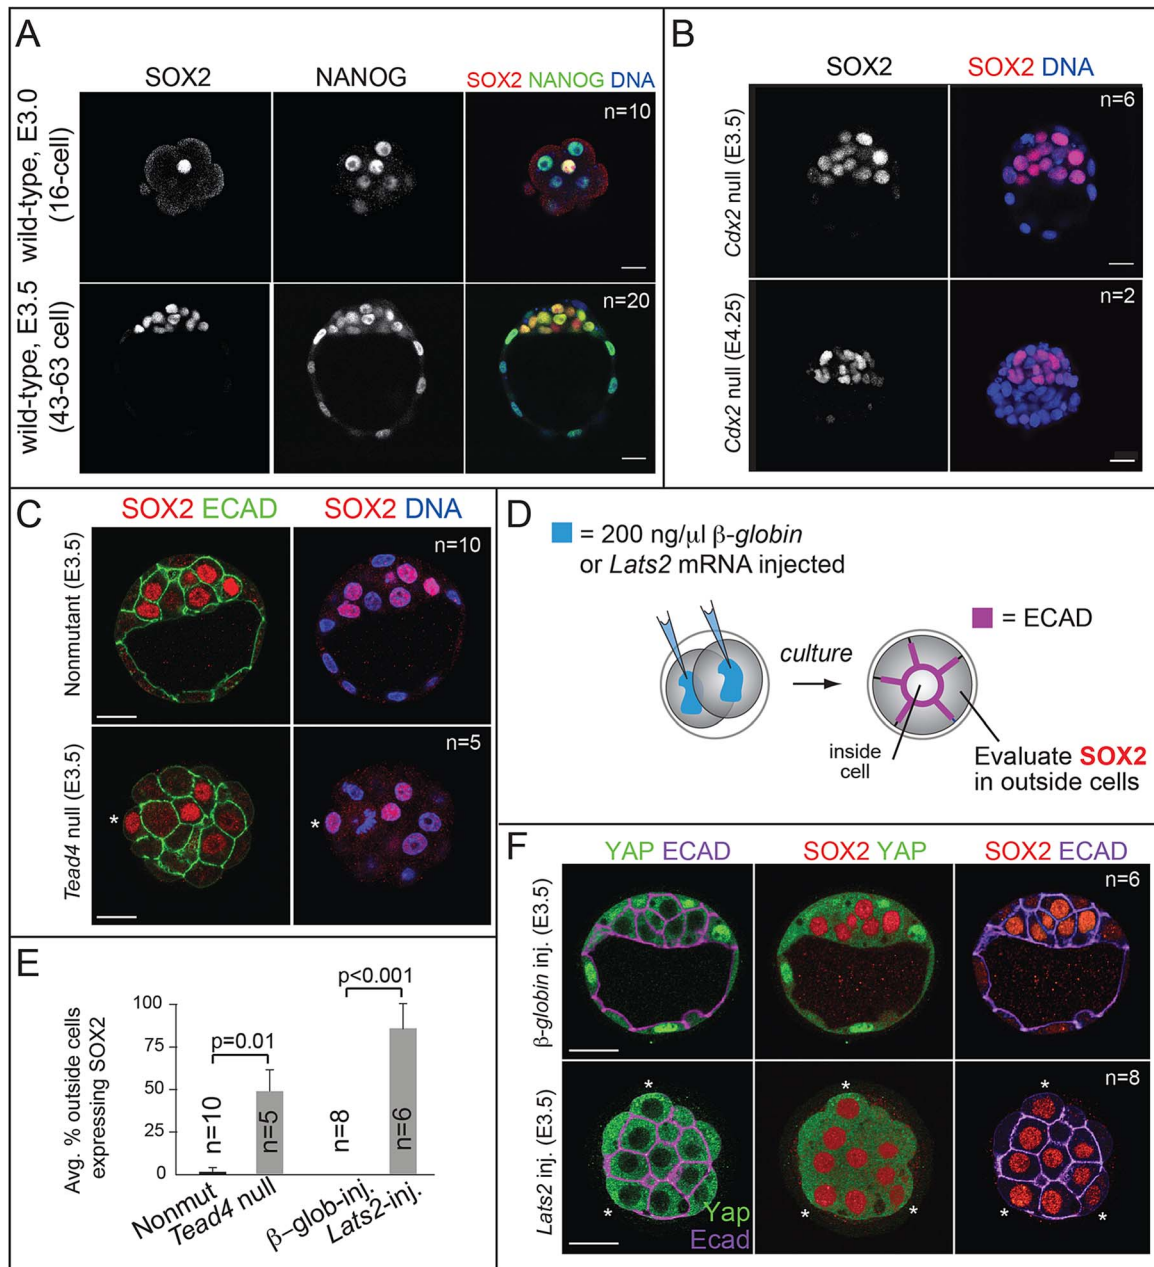 A
SOX2
NANOG
SOX2 NANOG DNA
wild-type, E3.0
(16-cell)
n=10
wild-type, E3.5
(43-63 cell)
n=20
B
SOX2
SOX2 DNA
Cdx2 null (E3.5)
n=6
Cdx2 null (E4.25)
n=2
C
SOX2 ECAD
SOX2 DNA
Nonmutant (E3.5)
n=10
Tead4 null (E3.5)
n=5
*
*
D
= 200 ng/μl β-globin
or Lats2 mRNA injected
= ECAD
culture
inside
cell
Evaluate SOX2
in outside cells
E
Avg. % outside cells
expressing SOX2
100
75
50
25
0
p=0.01
p<0.001
n=10
n=5
n=8
n=6
Nonmut
Tead4 null
β–glob-inj.
Lats2-inj.
F
YAP ECAD
SOX2 YAP
SOX2 ECAD
β-globin inj. (E3.5)
n=6
Lats2 inj. (E3.5)
n=8
* * *
* * *
* * *
Yap
Ecad